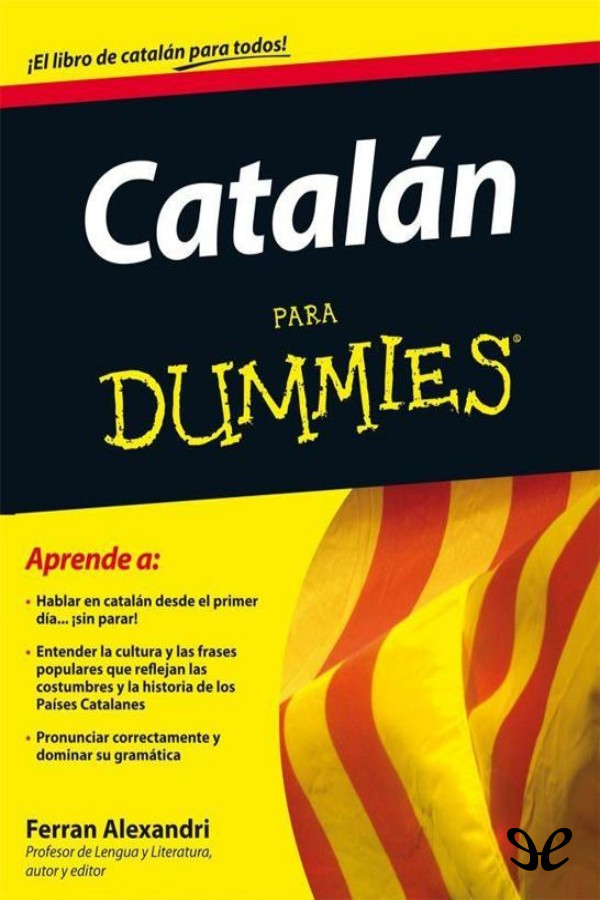 ¡El libro de catalán para todos!
Catalán
PARA
DUMMIES®
Aprende a:
• Hablar en catalán desde el primer
día... ¡sin parar!
• Entender la cultura y las frases
populares que reflejan las
costumbres y la historia de los
Países Catalanes
• Pronunciar correctamente y
dominar su gramática
Ferran Alexandri
Profesor de Lengua y Literatura,
autor y editor